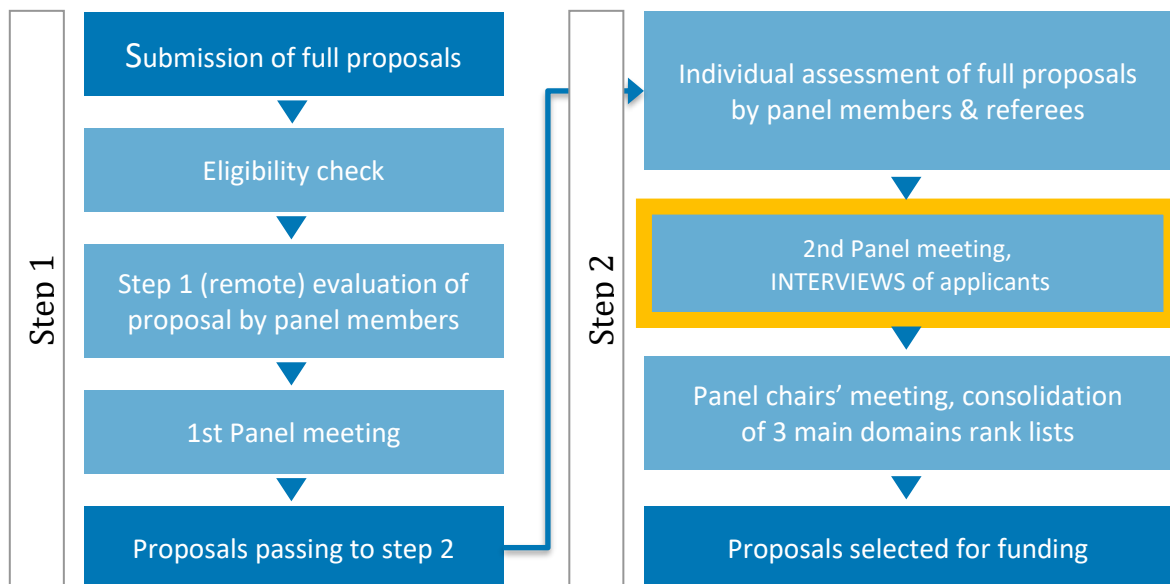 Step 1
Submission of full proposals
Eligibility check
Step 1 (remote) evaluation of
proposal by panel members
1st Panel meeting
Proposals passing to step 2
Step 2
Individual assessment of full proposals
by panel members & referees
2nd Panel meeting,
INTERVIEWS of applicants
Panel chairs’ meeting, consolidation
of 3 main domains rank lists
Proposals selected for funding